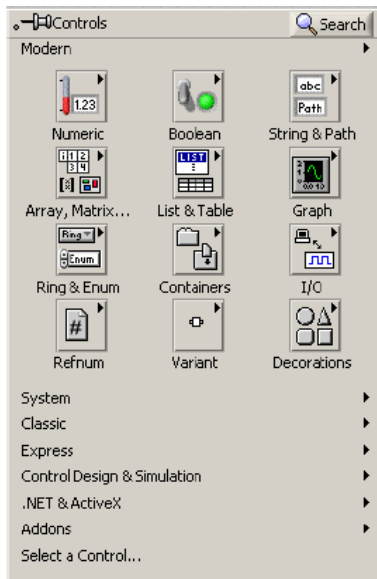 Controls
Search
Modern
1.23
abc
Path
Numeric
Boolean
String & Path
LIST
Array, Matrix...
List & Table
Graph
Ring
Enum
Ring & Enum
Containers
I/O
#
Refnum
Variant
Decorations
System
Classic
Express
Control Design & Simulation
.NET & ActiveX
Addons
Select a Control...